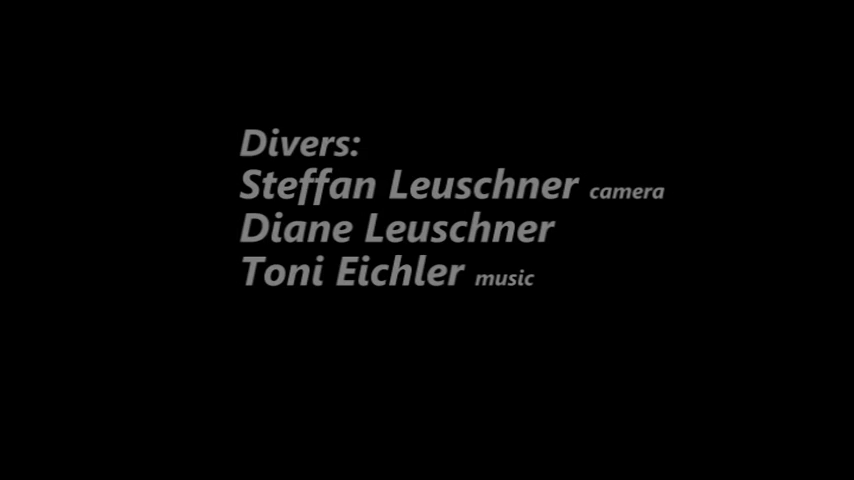 Divers:
Steffan Leuschner camera
Diane Leuschner
Toni Eichler music